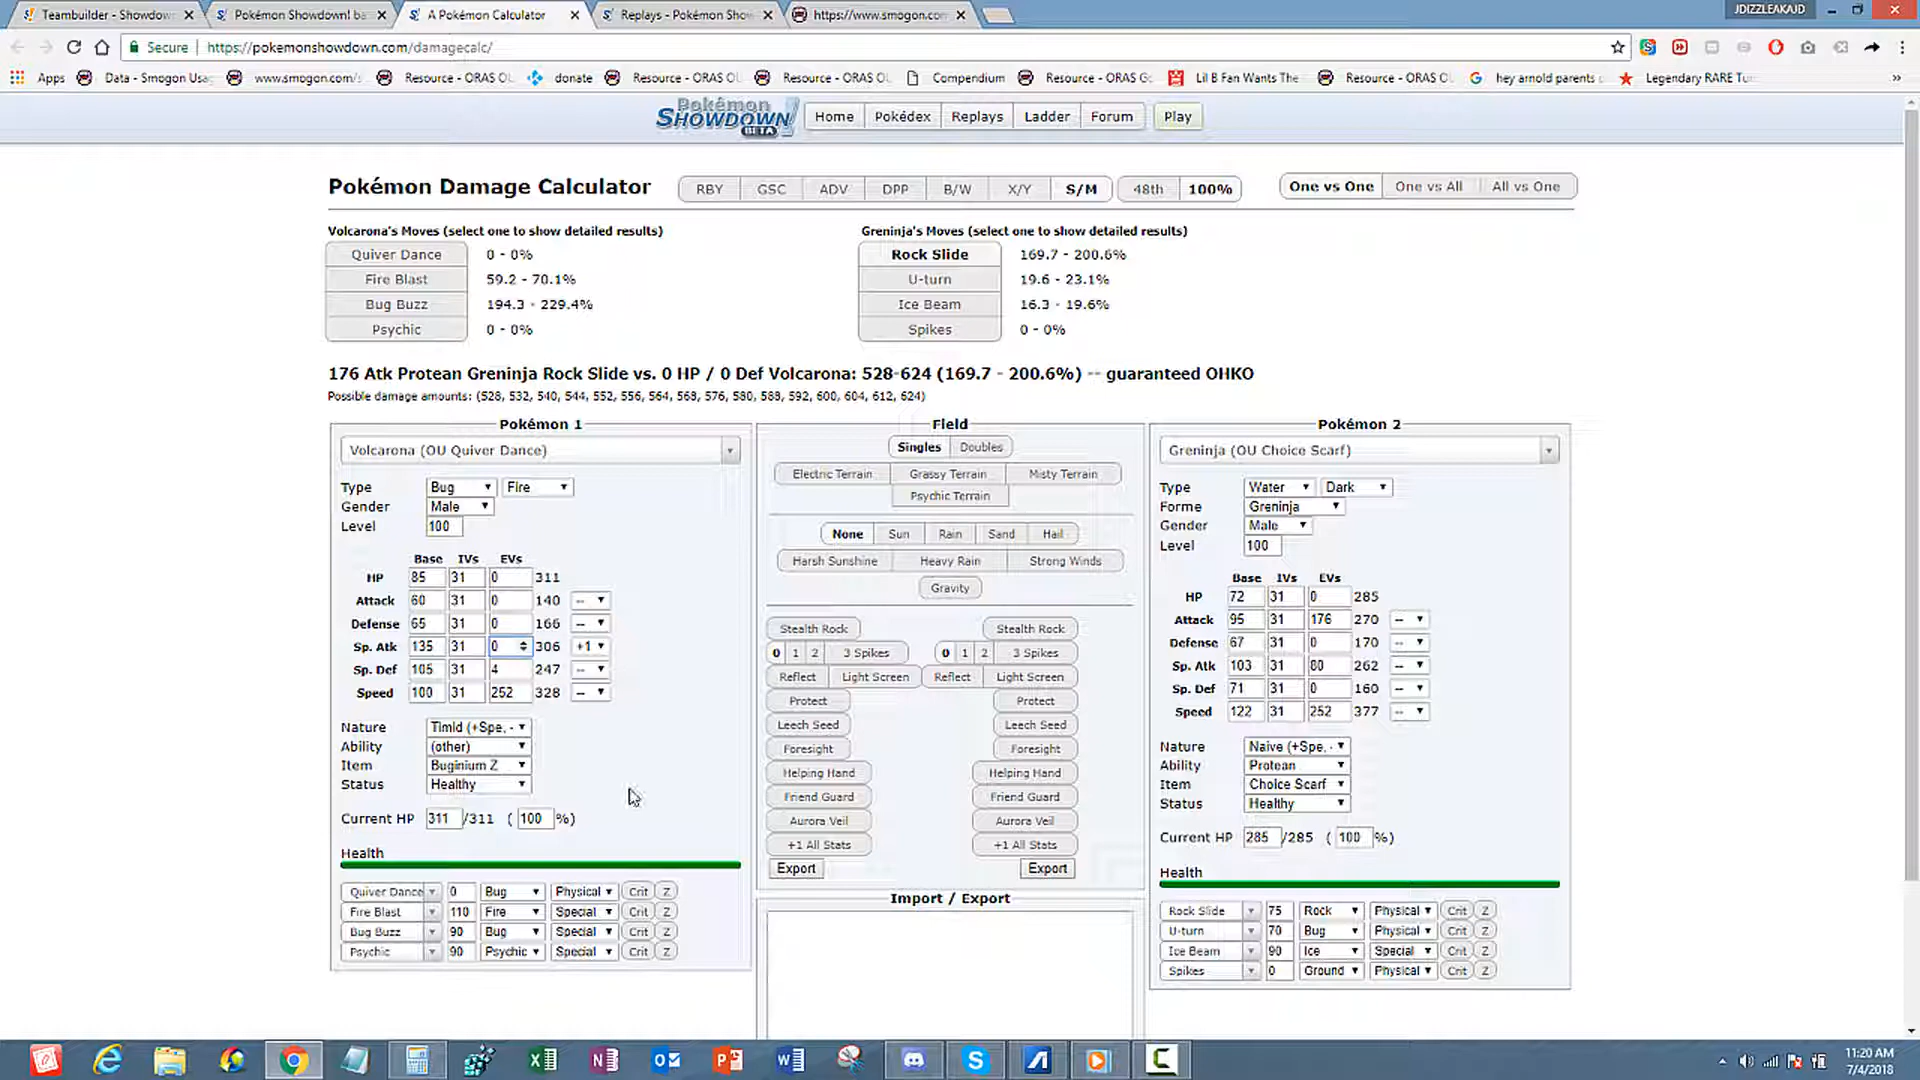 Teambuilder - Showdow
Pokémon Showdown! ba
A Pokémon Calculator
Replays - Pokémon Show
https://www.smogon.co
JDIZZLEAKAJD
Secure
https://pokemonshowdown.com/damagecalc/
Apps
Data - Smogon Usa
www.smogon.com/s
Resource - ORAS OU
donate
Resource - ORAS OU
Resource - ORAS OU
Compendium
Resource - ORAS Go
Lil B Fan Wants The
Resource - ORAS OU
hey arnold parents
Legendary RARE Tu
»
Pokémon SHOWDOWN! BETA
Home Pokédex Replays Ladder Forum Play
Pokémon Damage Calculator
RBY GSC ADV DPP B/W X/Y S/M 48th 100%
One vs One One vs All All vs One
Volcarona's Moves (select one to show detailed results)
Quiver Dance 0 - 0%
Fire Blast 59.2 - 70.1%
Bug Buzz 194.3 - 229.4%
Psychic 0 - 0%
Greninja's Moves (select one to show detailed results)
Rock Slide 169.7 - 200.6%
U-turn 19.6 - 23.1%
Ice Beam 16.3 - 19.6%
Spikes 0 - 0%
176 Atk Protean Greninja Rock Slide vs. 0 HP / 0 Def Volcarona: 528-624 (169.7 - 200.6%) -- guaranteed OHKO
Possible damage amounts: (528, 532, 540, 544, 552, 556, 564, 568, 576, 580, 588, 592, 600, 604, 612, 624)
Pokémon 1
Volcarona (OU Quiver Dance)
Type Bug Fire
Gender Male
Level 100
Base IVs EVs
HP 85 31 0 311
Attack 60 31 0 140 --
Defense 65 31 0 166 --
Sp. Atk 135 31 0 306 +1
Sp. Def 105 31 4 247 --
Speed 100 31 252 328 --
Nature Timid (+Spe, -
Ability (other)
Item Buginium Z
Status Healthy
Current HP 311 /311 ( 100 %)
Health
Quiver Dance 0 Bug Physical Crit Z
Fire Blast 110 Fire Special Crit Z
Bug Buzz 90 Bug Special Crit Z
Psychic 90 Psychic Special Crit Z
Field
Singles Doubles
Electric Terrain Grassy Terrain Misty Terrain
Psychic Terrain
None Sun Rain Sand Hail
Harsh Sunshine Heavy Rain Strong Winds
Gravity
Stealth Rock Stealth Rock
0 1 2 3 Spikes 0 1 2 3 Spikes
Reflect Light Screen Reflect Light Screen
Protect Protect
Leech Seed Leech Seed
Foresight Foresight
Helping Hand Helping Hand
Friend Guard Friend Guard
Aurora Veil Aurora Veil
+1 All Stats +1 All Stats
Export Export
Import / Export
Pokémon 2
Greninja (OU Choice Scarf)
Type Water Dark
Forme Greninja
Gender Male
Level 100
Base IVs EVs
HP 72 31 0 285
Attack 95 31 176 270 --
Defense 67 31 0 170 --
Sp. Atk 103 31 80 262 --
Sp. Def 71 31 0 160 --
Speed 122 31 252 377 --
Nature Naive (+Spe, -
Ability Protean
Item Choice Scarf
Status Healthy
Current HP 285 /285 ( 100 %)
Health
Rock Slide 75 Rock Physical Crit Z
U-turn 70 Bug Physical Crit Z
Ice Beam 90 Ice Special Crit Z
Spikes 0 Ground Physical Crit Z
11:20 AM
7/4/2018